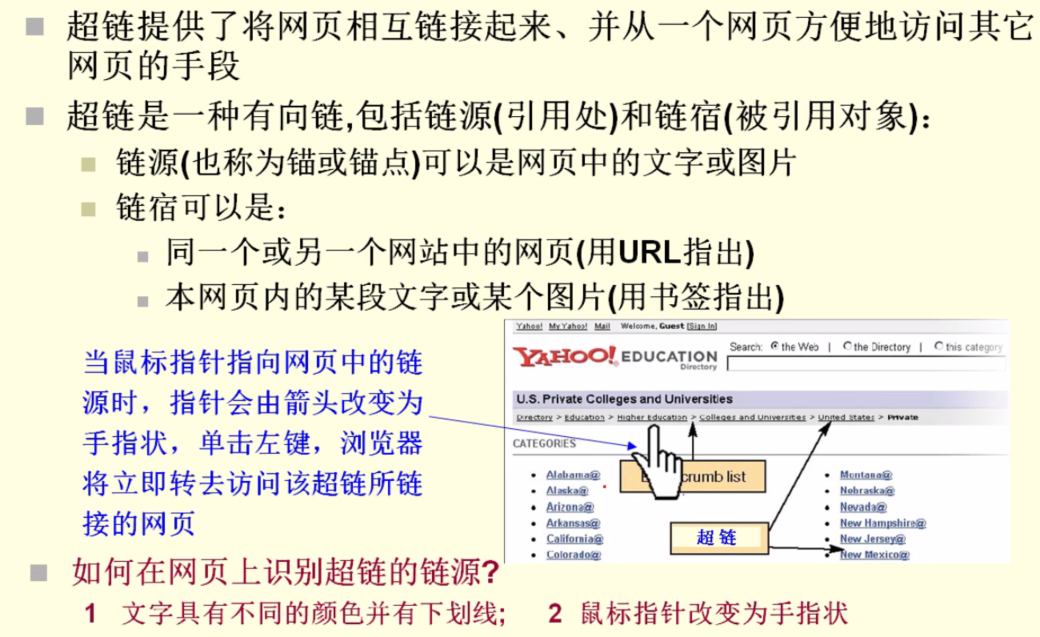 超链提供了将网页相互链接起来、并从一个网页方便地访问其它
网页的手段
超链是一种有向链,包括链源(引用处)和链宿(被引用对象)：
链源(也称为锚或锚点)可以是网页中的文字或图片
链宿可以是：
同一个或另一个网站中的网页(用URL指出)
本网页内的某段文字或某个图片(用书签指出)
当鼠标指针指向网页中的链
源时，指针会由箭头改变为
手指状，单击左键，浏览器
将立即转去访问该超链所链
接的网页
Yahoo! My Yahoo! Mail Welcome, Guest [Sign In]
YAHOO! EDUCATION
Directory
Search: the Web | the Directory | this category
U.S. Private Colleges and Universities
Directory > Education > Higher Education > Colleges and Universities > United States > Private
CATEGORIES
crumb list
Alabama@
Alaska@
Arizona@
Arkansas@
California@
Colorado@
超链
Montana@
Nebraska@
Nevada@
New Hampshire@
New Jersey@
New Mexico@
如何在网页上识别超链的链源?
1 文字具有不同的颜色并有下划线; 2 鼠标指针改变为手指状